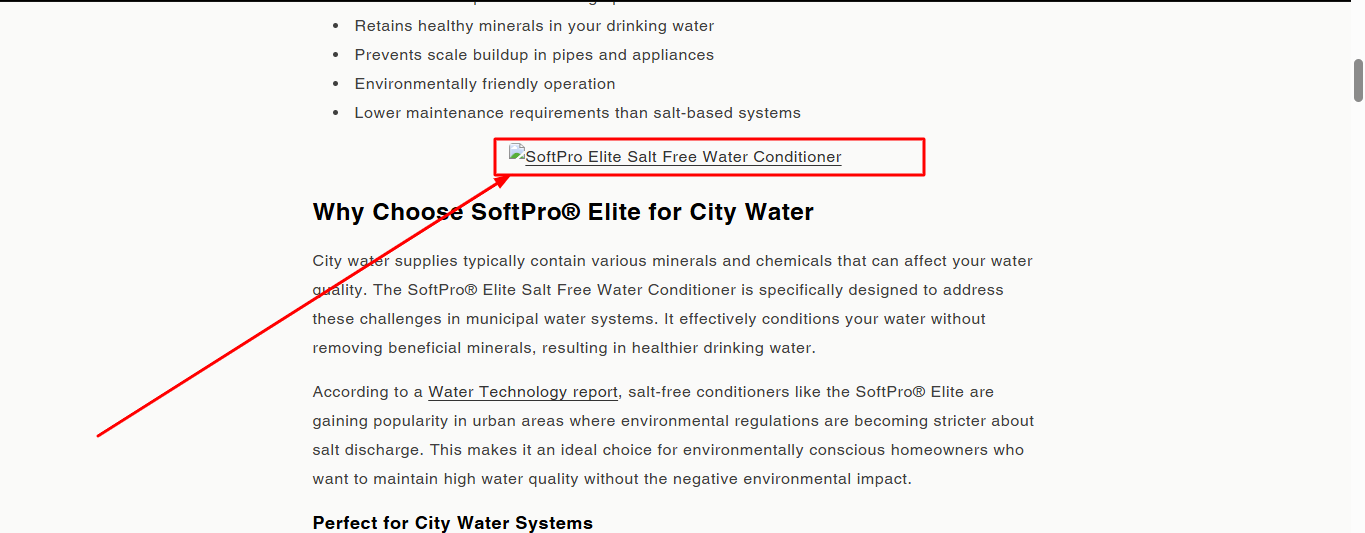 Retains healthy minerals in your drinking water
Prevents scale buildup in pipes and appliances
Environmentally friendly operation
Lower maintenance requirements than salt-based systems
SoftPro Elite Salt Free Water Conditioner
Why Choose SoftPro® Elite for City Water
City water supplies typically contain various minerals and chemicals that can affect your water
quality. The SoftPro® Elite Salt Free Water Conditioner is specifically designed to address
these challenges in municipal water systems. It effectively conditions your water without
removing beneficial minerals, resulting in healthier drinking water.
According to a Water Technology report, salt-free conditioners like the SoftPro® Elite are
gaining popularity in urban areas where environmental regulations are becoming stricter about
salt discharge. This makes it an ideal choice for environmentally conscious homeowners who
want to maintain high water quality without the negative environmental impact.
Perfect for City Water Systems